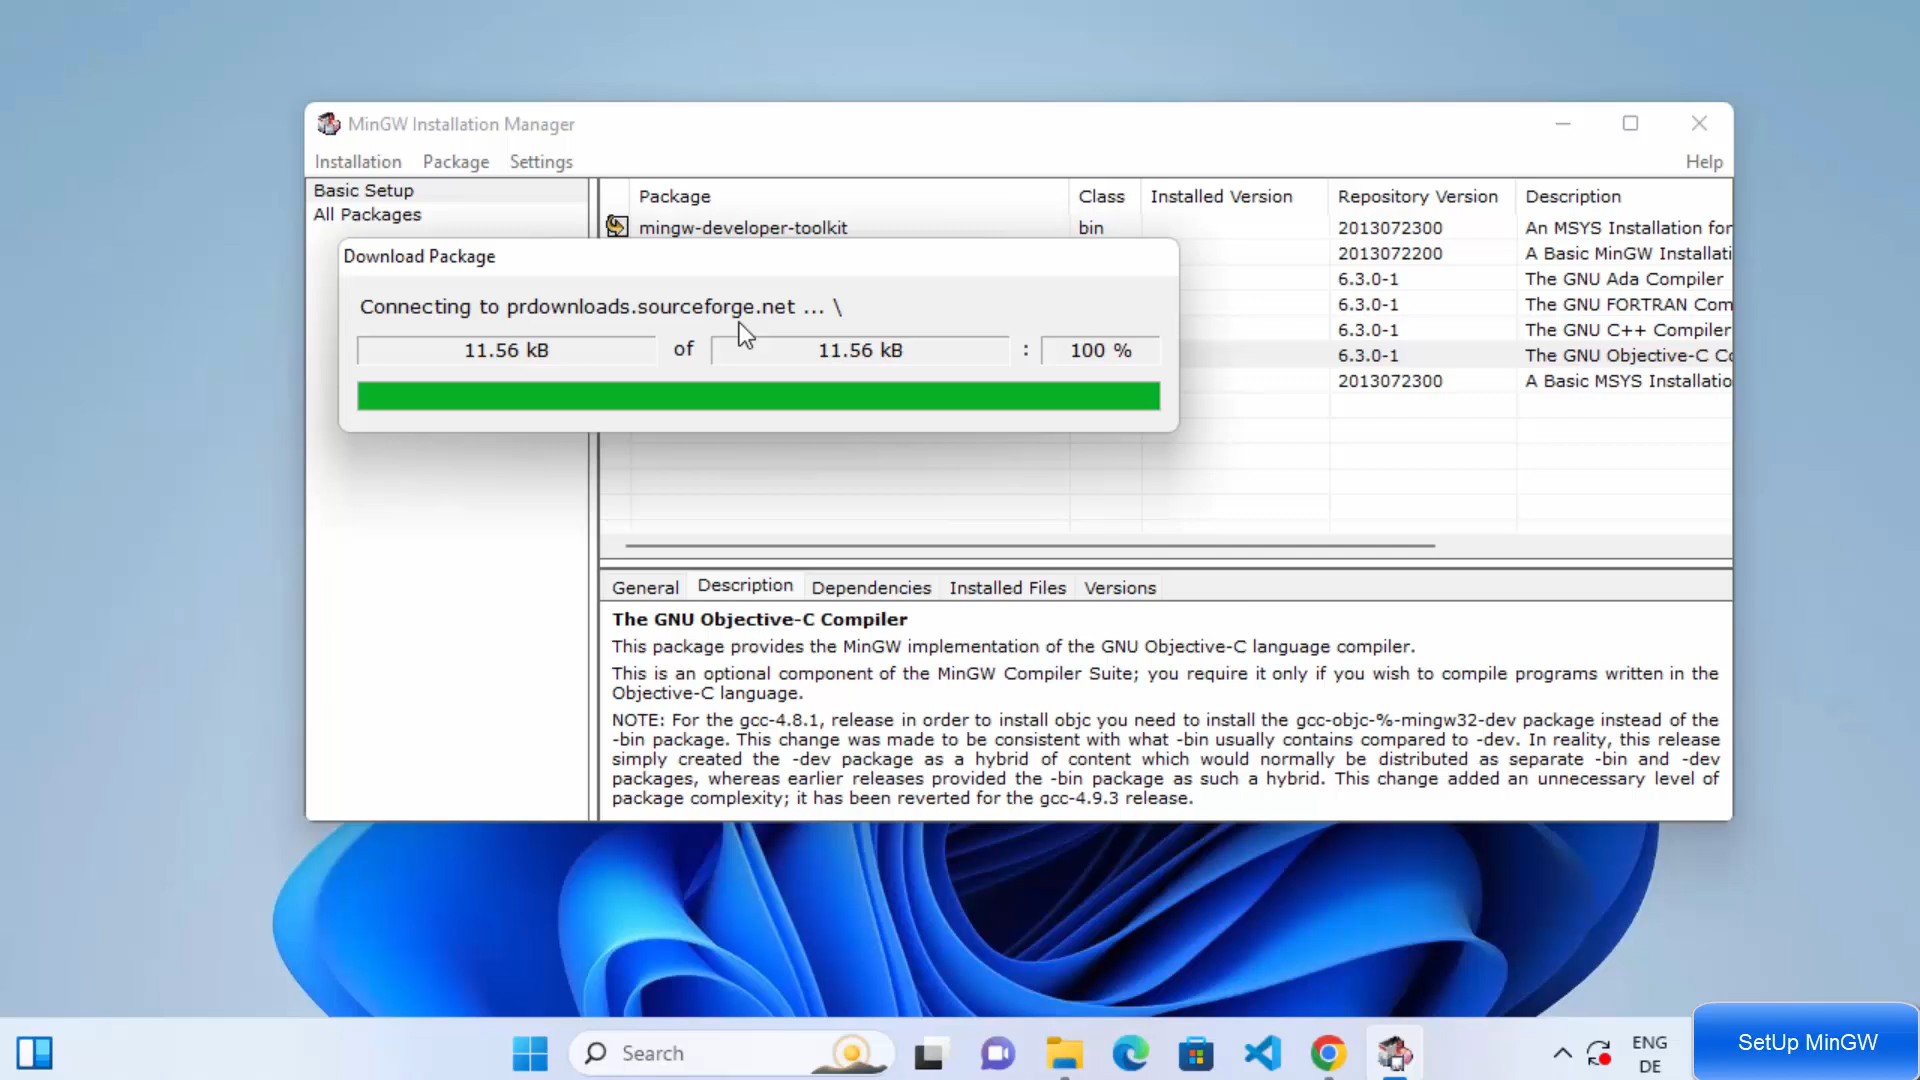 MinGW Installation Manager
Installation Package Settings Help
Basic Setup
All Packages
Package Class Installed Version Repository Version Description
mingw-developer-toolkit bin 2013072300 An MSYS Installation for
2013072200 A Basic MinGW Installati
6.3.0-1 The GNU Ada Compiler
6.3.0-1 The GNU FORTRAN Com
6.3.0-1 The GNU C++ Compiler
6.3.0-1 The GNU Objective-C Co
2013072300 A Basic MSYS Installatio
Download Package
Connecting to prdownloads.sourceforge.net ... \
11.56 kB of 11.56 kB : 100 %
General Description Dependencies Installed Files Versions
The GNU Objective-C Compiler
This package provides the MinGW implementation of the GNU Objective-C language compiler.
This is an optional component of the MinGW Compiler Suite; you require it only if you wish to compile programs written in the
Objective-C language.
NOTE: For the gcc-4.8.1, release in order to install objc you need to install the gcc-objc-%-mingw32-dev package instead of the
-bin package. This change was made to be consistent with what -bin usually contains compared to -dev. In reality, this release
simply created the -dev package as a hybrid of content which would normally be distributed as separate -bin and -dev
packages, whereas earlier releases provided the -bin package as such a hybrid. This change added an unnecessary level of
package complexity; it has been reverted for the gcc-4.9.3 release.
Search
ENG
DE
SetUp MinGW